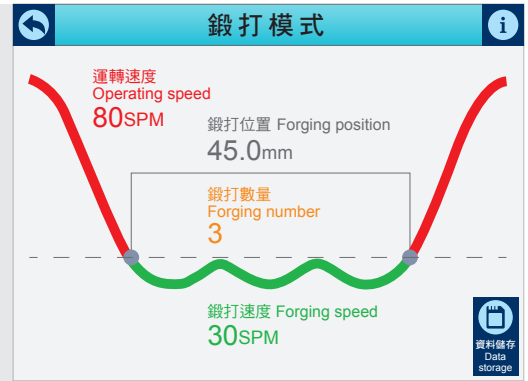 鍛打模式
i
運轉速度
Operating speed
80SPM
鍛打位置 Forging position
45.0mm
鍛打數量
Forging number
3
鍛打速度 Forging speed
30SPM
資料儲存
Data
storage